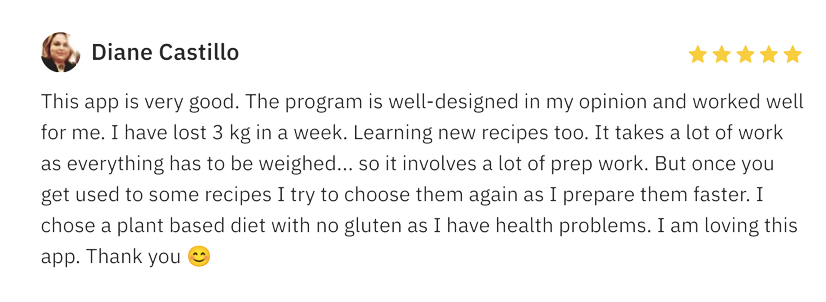 Diane Castillo
This app is very good. The program is well-designed in my opinion and worked well
for me. I have lost 3 kg in a week. Learning new recipes too. It takes a lot of work
as everything has to be weighed... so it involves a lot of prep work. But once you
get used to some recipes I try to choose them again as I prepare them faster. I
chose a plant based diet with no gluten as I have health problems. I am loving this
app. Thank you 😊